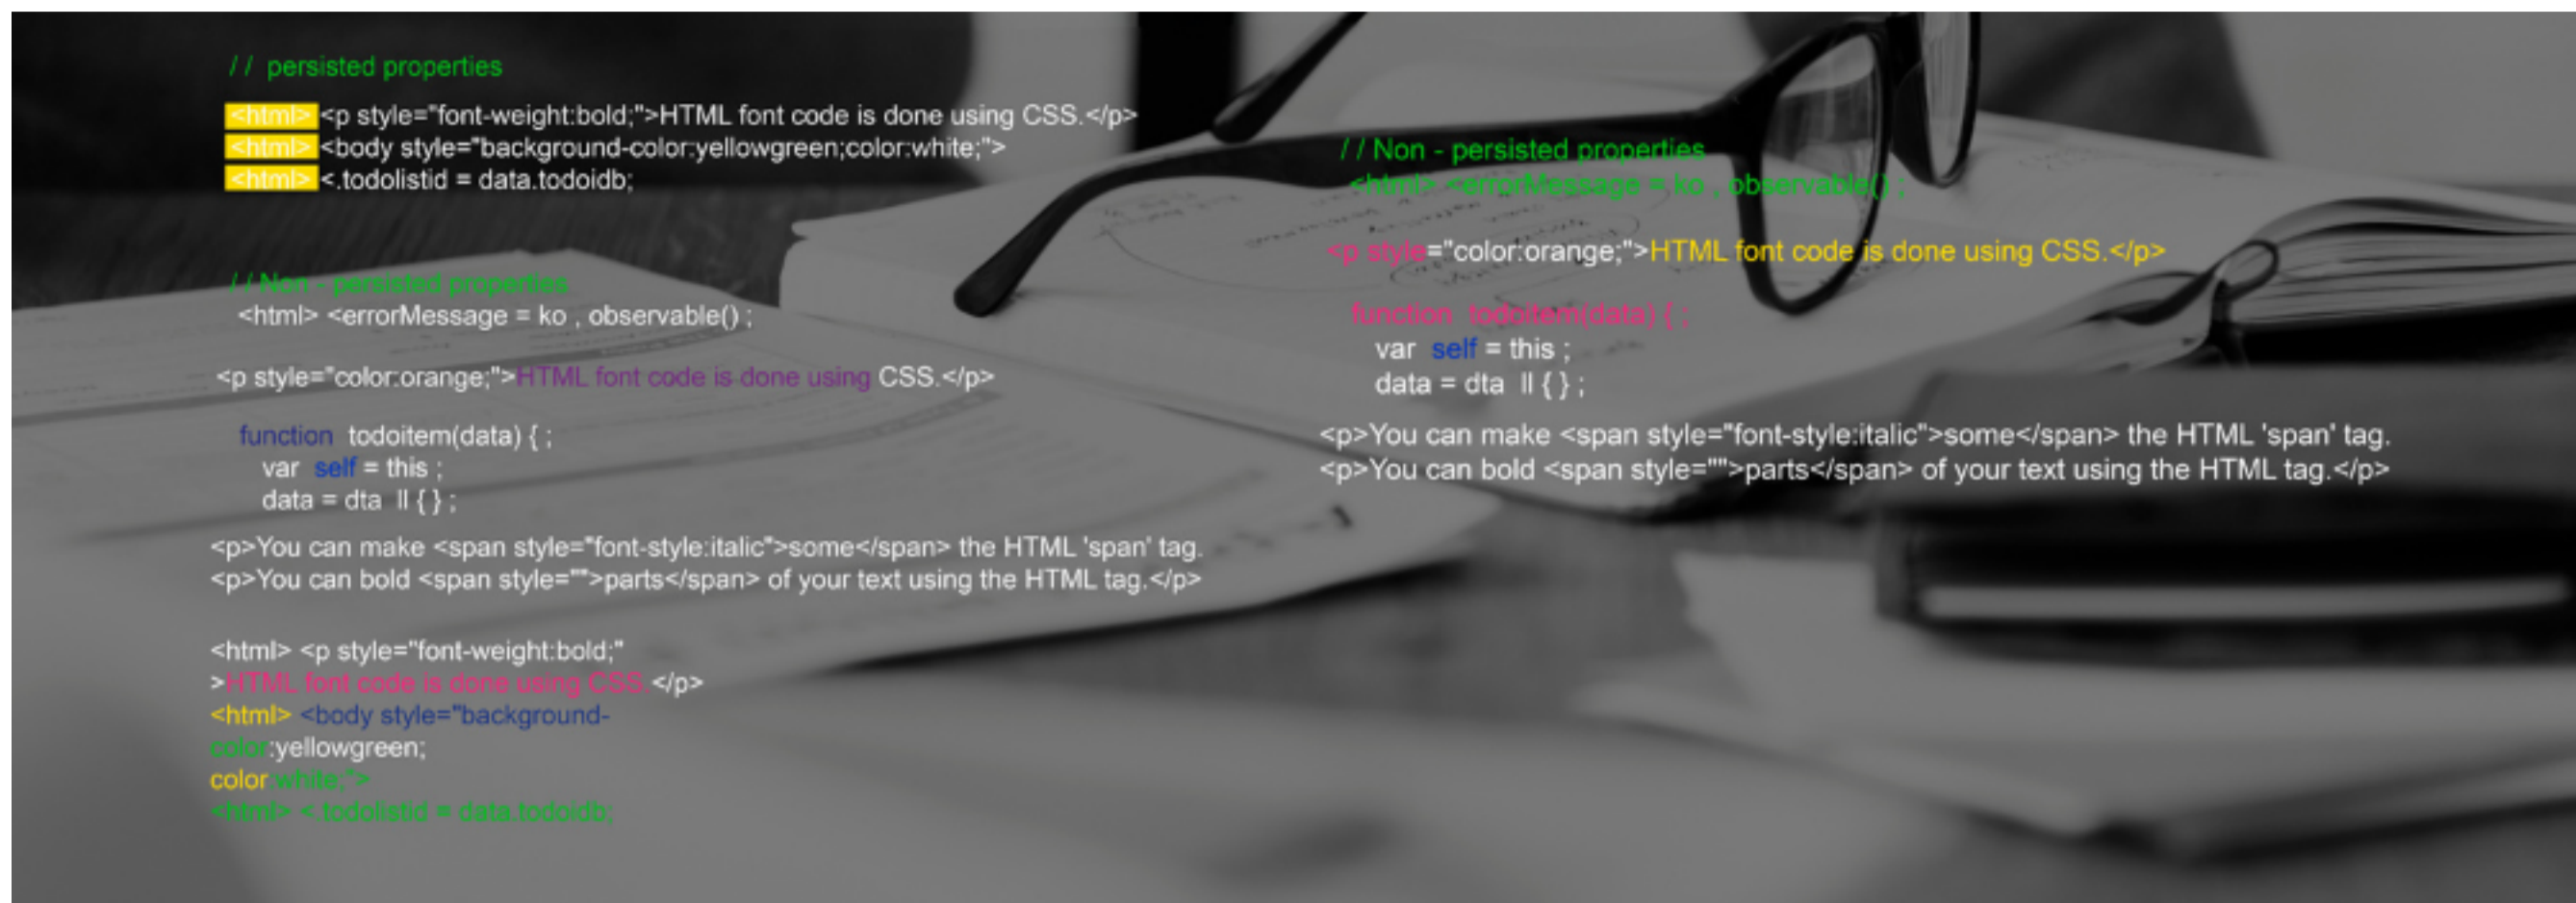 // persisted properties
<html> <p style="font-weight:bold;">HTML font code is done using CSS.</p>
<html> <body style="background-color:yellowgreen;color:white;">
<html> <.todolistid = data.todoidb;
// Non - persisted properties
<html> <errorMessage = ko , observable() ;
<p style="color:orange;">HTML font code is done using CSS.</p>
function todoitem(data) { ;
var self = this ;
data = dta || { } ;
<p>You can make <span style="font-style:italic">some</span> the HTML 'span' tag.
<p>You can bold <span style="">parts</span> of your text using the HTML tag.</p>
<html> <p style="font-weight:bold;"
>HTML font code is done using CSS.</p>
<html> <body style="background-
color:yellowgreen;
color:white;">
<html> <.todolistid = data.todoidb;
// Non - persisted properties
<html> <errorMessage = ko , observable() ;
<p style="color:orange;">HTML font code is done using CSS.</p>
function todoitem(data) { ;
var self = this ;
data = dta || { } ;
<p>You can make <span style="font-style:italic">some</span> the HTML 'span' tag.
<p>You can bold <span style="">parts</span> of your text using the HTML tag.</p>